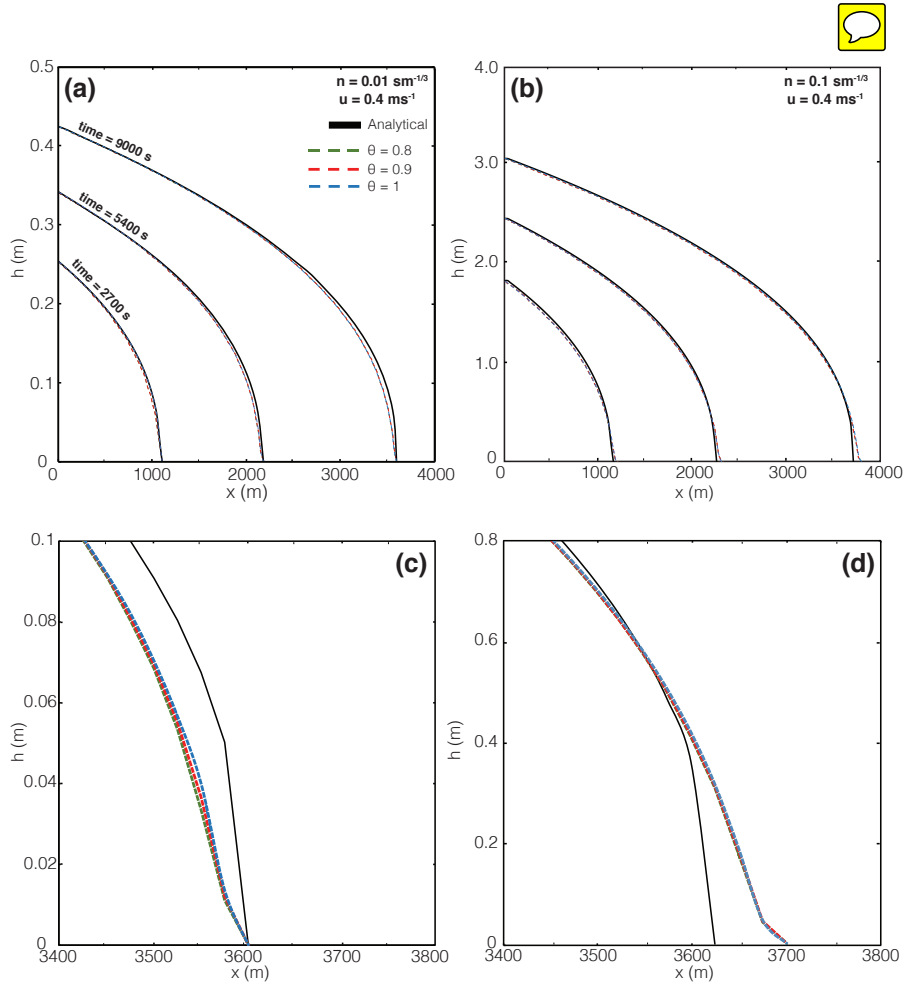 (a)
n = 0.01 sm-1/3
u = 0.4 ms-1
Analytical
θ = 0.8
θ = 0.9
θ = 1
time = 9000 s
time = 5400 s
time = 2700 s
0.5
0.4
0.3
0.2
0.1
0
h (m)
0 1000 2000 3000 4000
x (m)
(b)
n = 0.1 sm-1/3
u = 0.4 ms-1
4.0
3.0
2.0
1.0
0
h (m)
0 1000 2000 3000 4000
x (m)
(c)
0.1
0.08
0.06
0.04
0.02
0
h (m)
3400 3500 3600 3700 3800
x (m)
(d)
0.8
0.6
0.4
0.2
0
h (m)
3400 3500 3600 3700 3800
x (m)